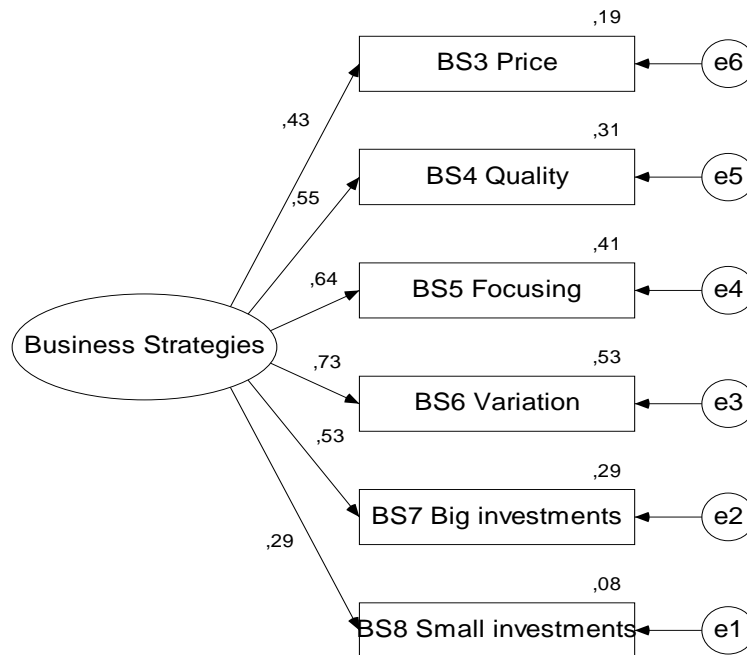 ,19
BS3 Price
e6
,43
,31
BS4 Quality
e5
,55
,41
BS5 Focusing
e4
,64
Business Strategies
,73
,53
BS6 Variation
e3
,53
,29
BS7 Big investments
e2
,29
,08
BS8 Small investments
e1